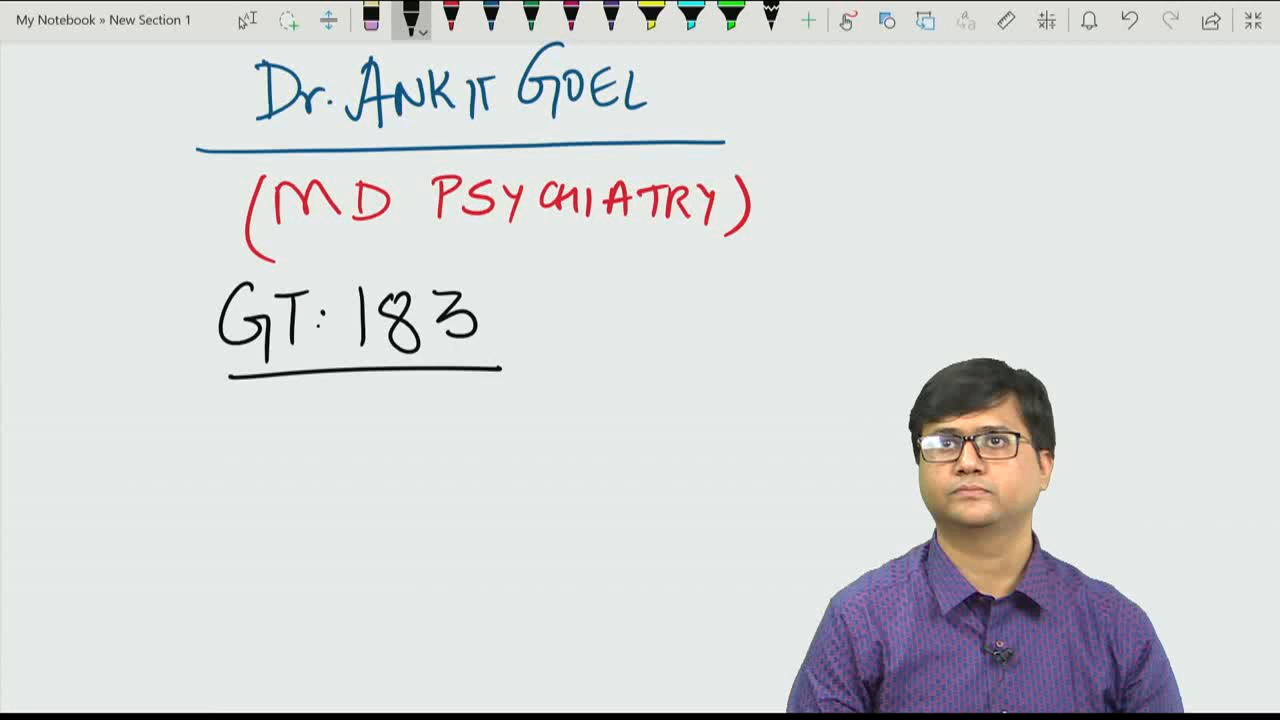 My Notebook » New Section 1
Dr. ANKIT GOEL
(MD PSYCHIATRY)
GT: 183